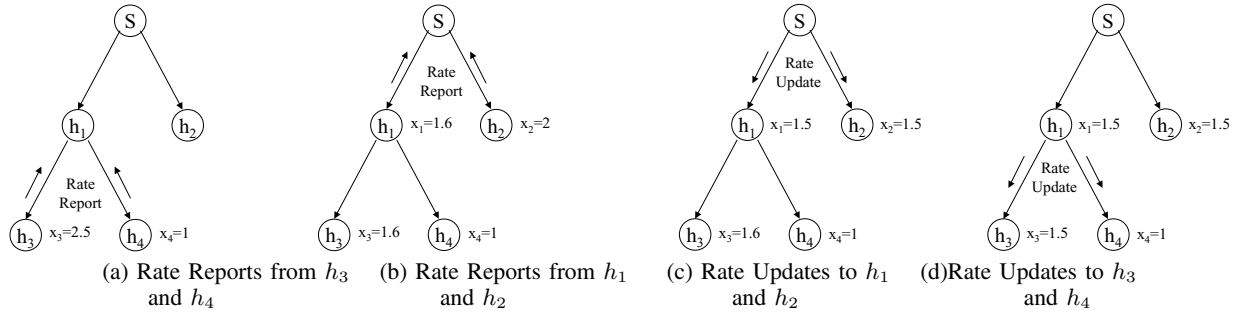 S
h1
h2
Rate
Report
h3
x3=2.5
h4
x4=1
(a) Rate Reports from h3
and h4
S
Rate
Report
h1
x1=1.6
h2
x2=2
h3
x3=1.6
h4
x4=1
(b) Rate Reports from h1
and h2
S
Rate
Update
h1
x1=1.5
h2
x2=1.5
h3
x3=1.6
h4
x4=1
(c) Rate Updates to h1
and h2
S
h1
x1=1.5
h2
x2=1.5
Rate
Update
h3
x3=1.5
h4
x4=1
(d)Rate Updates to h3
and h4